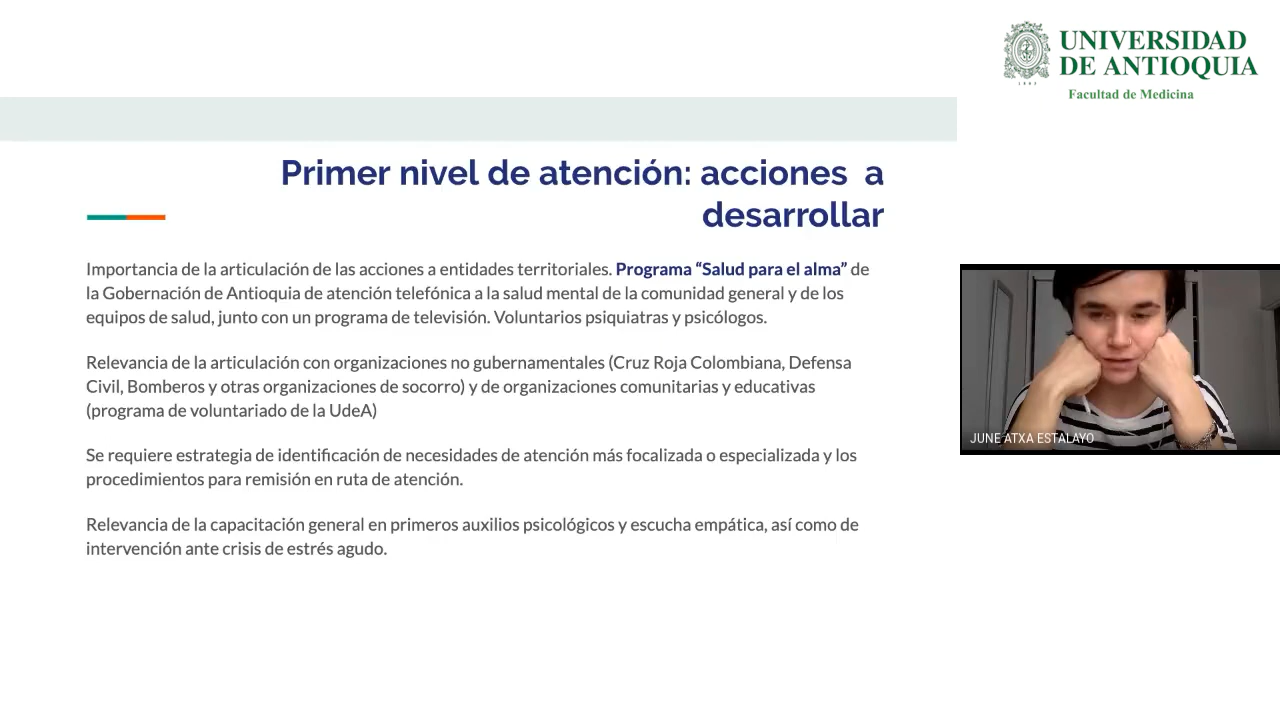 UNIVERSIDAD
DE ANTIOQUIA
1803
Facultad de Medicina
Primer nivel de atención: acciones  a
desarrollar
Importancia de la articulación de las acciones a entidades territoriales. Programa “Salud para el alma” de
la Gobernación de Antioquia de atención telefónica a la salud mental de la comunidad general y de los
equipos de salud, junto con un programa de televisión. Voluntarios psiquiatras y psicólogos.
Relevancia de la articulación con organizaciones no gubernamentales (Cruz Roja Colombiana, Defensa
Civil, Bomberos y otras organizaciones de socorro) y de organizaciones comunitarias y educativas
(programa de voluntariado de la UdeA)
Se requiere estrategia de identificación de necesidades de atención más focalizada o especializada y los
procedimientos para remisión en ruta de atención.
Relevancia de la capacitación general en primeros auxilios psicológicos y escucha empática, así como de
intervención ante crisis de estrés agudo.
JUNE ATXA ESTALAYO